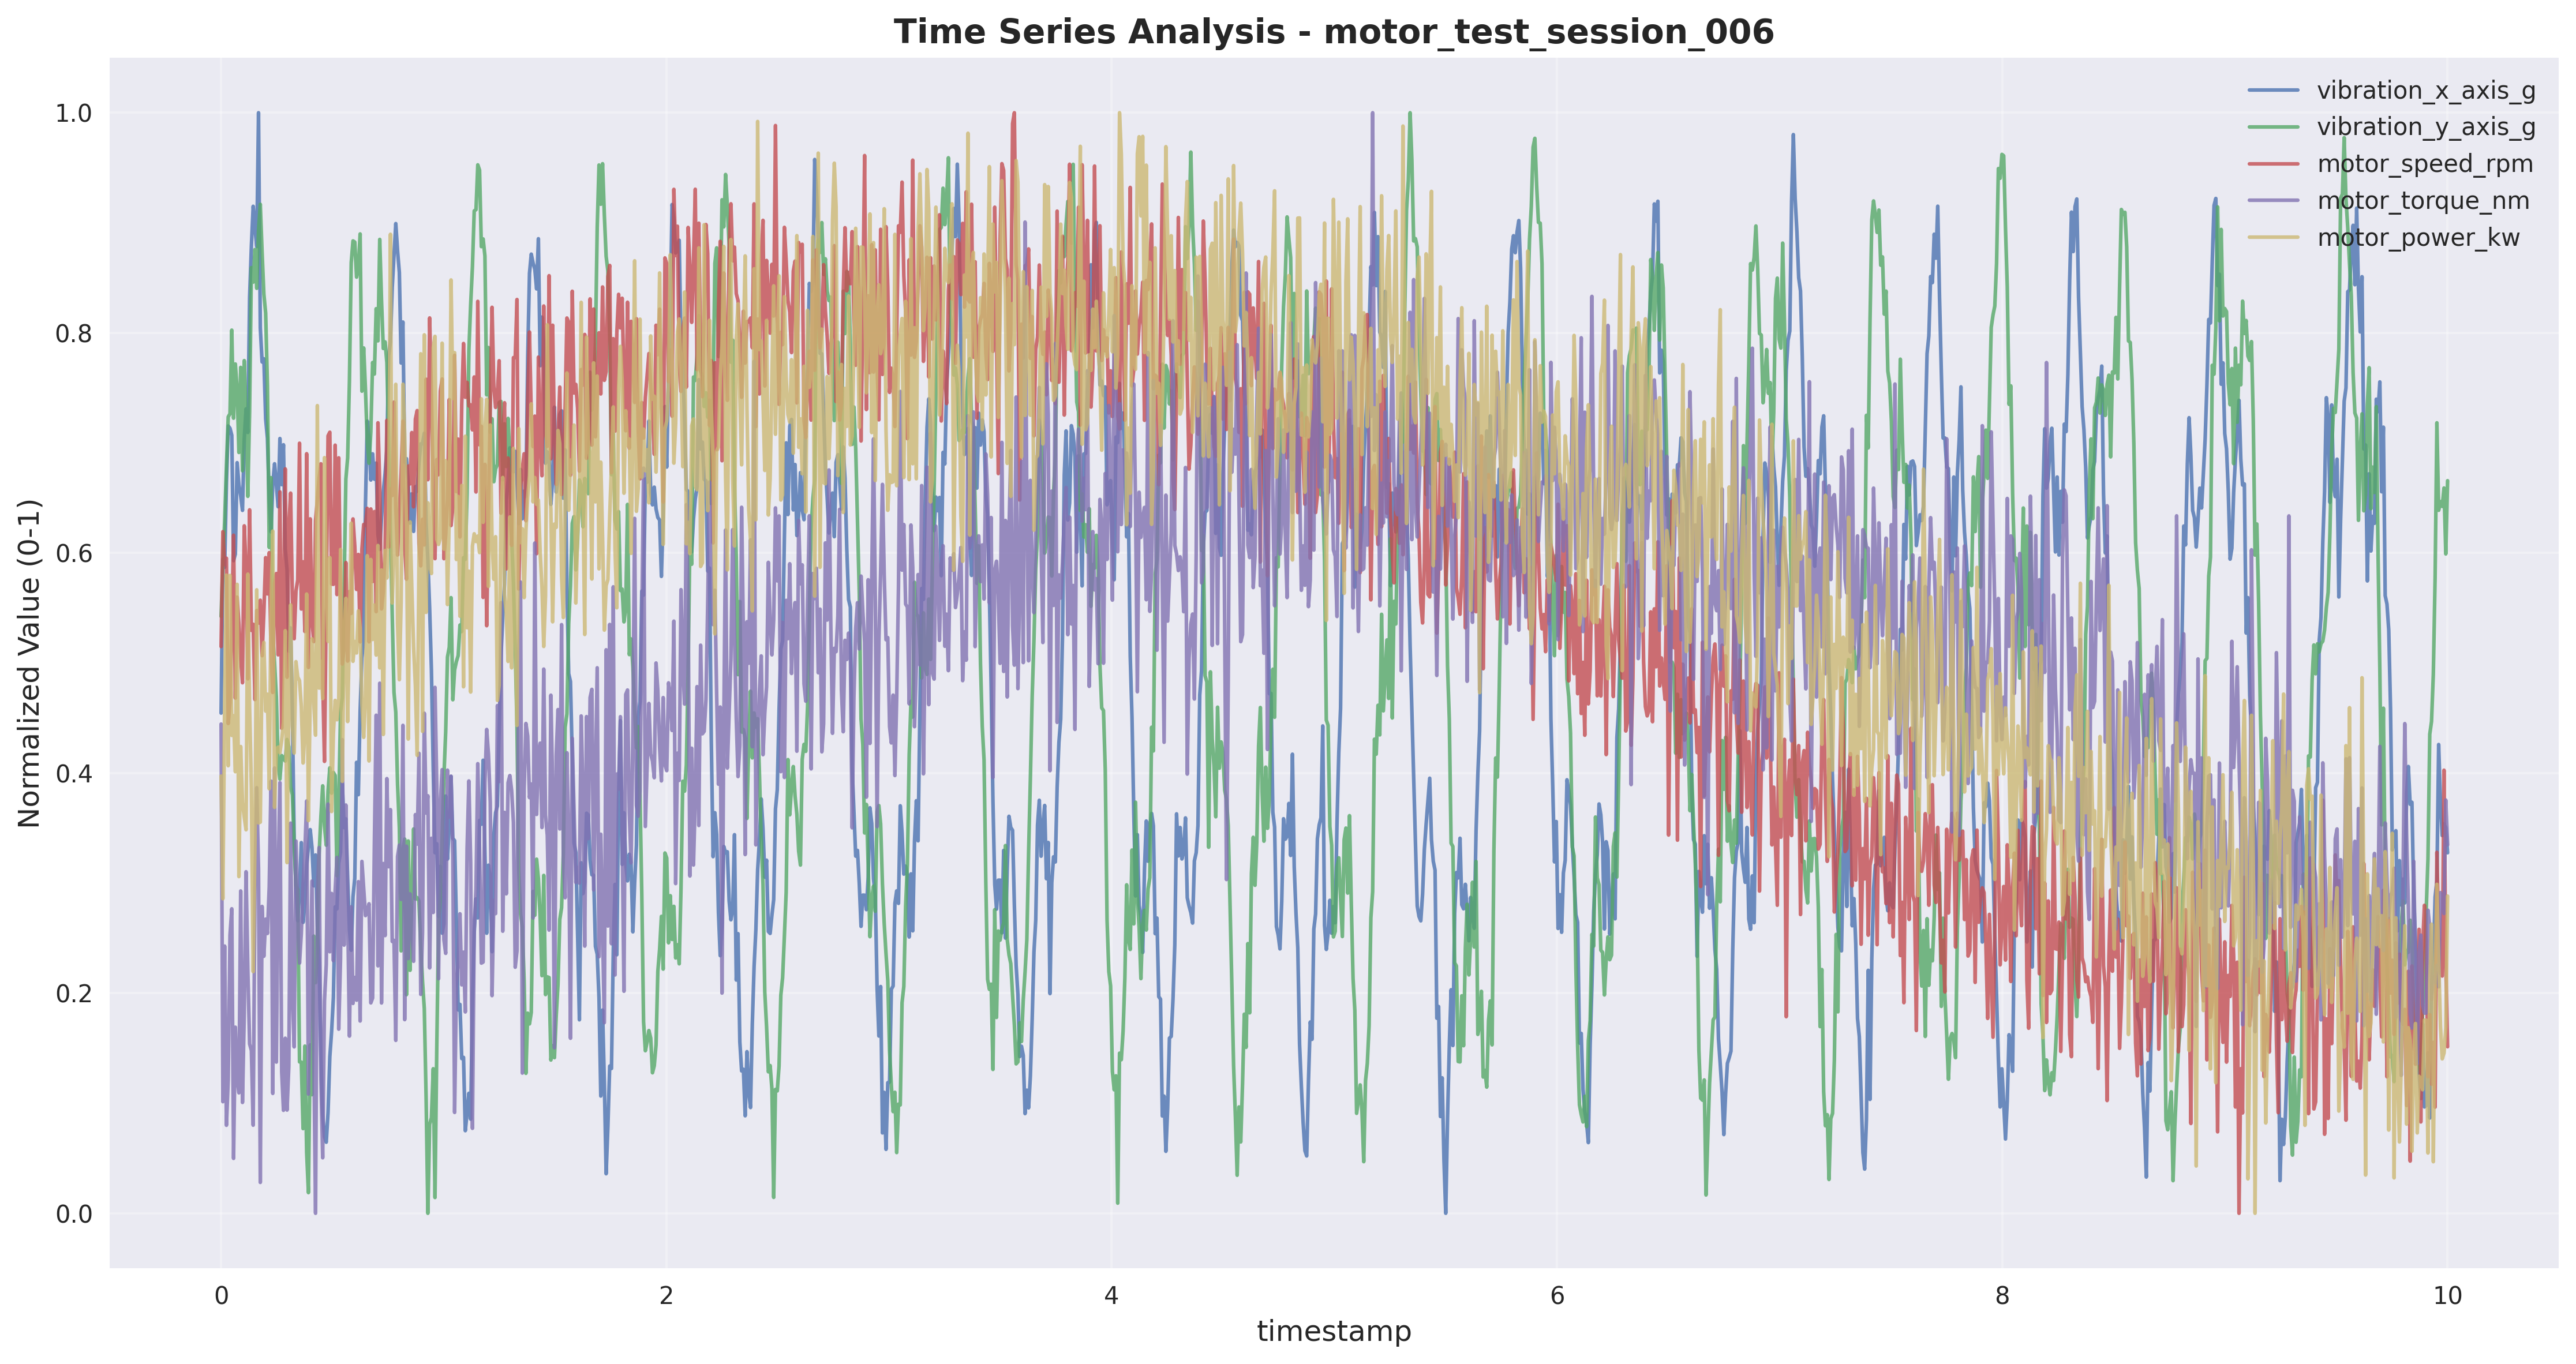 Time Series Analysis - motor_test_session_006
vibration_x_axis_g
vibration_y_axis_g
motor_speed_rpm
motor_torque_nm
motor_power_kw
Normalized Value (0-1)
1.0
0.8
0.6
0.4
0.2
0.0
0 2 4 6 8 10
timestamp